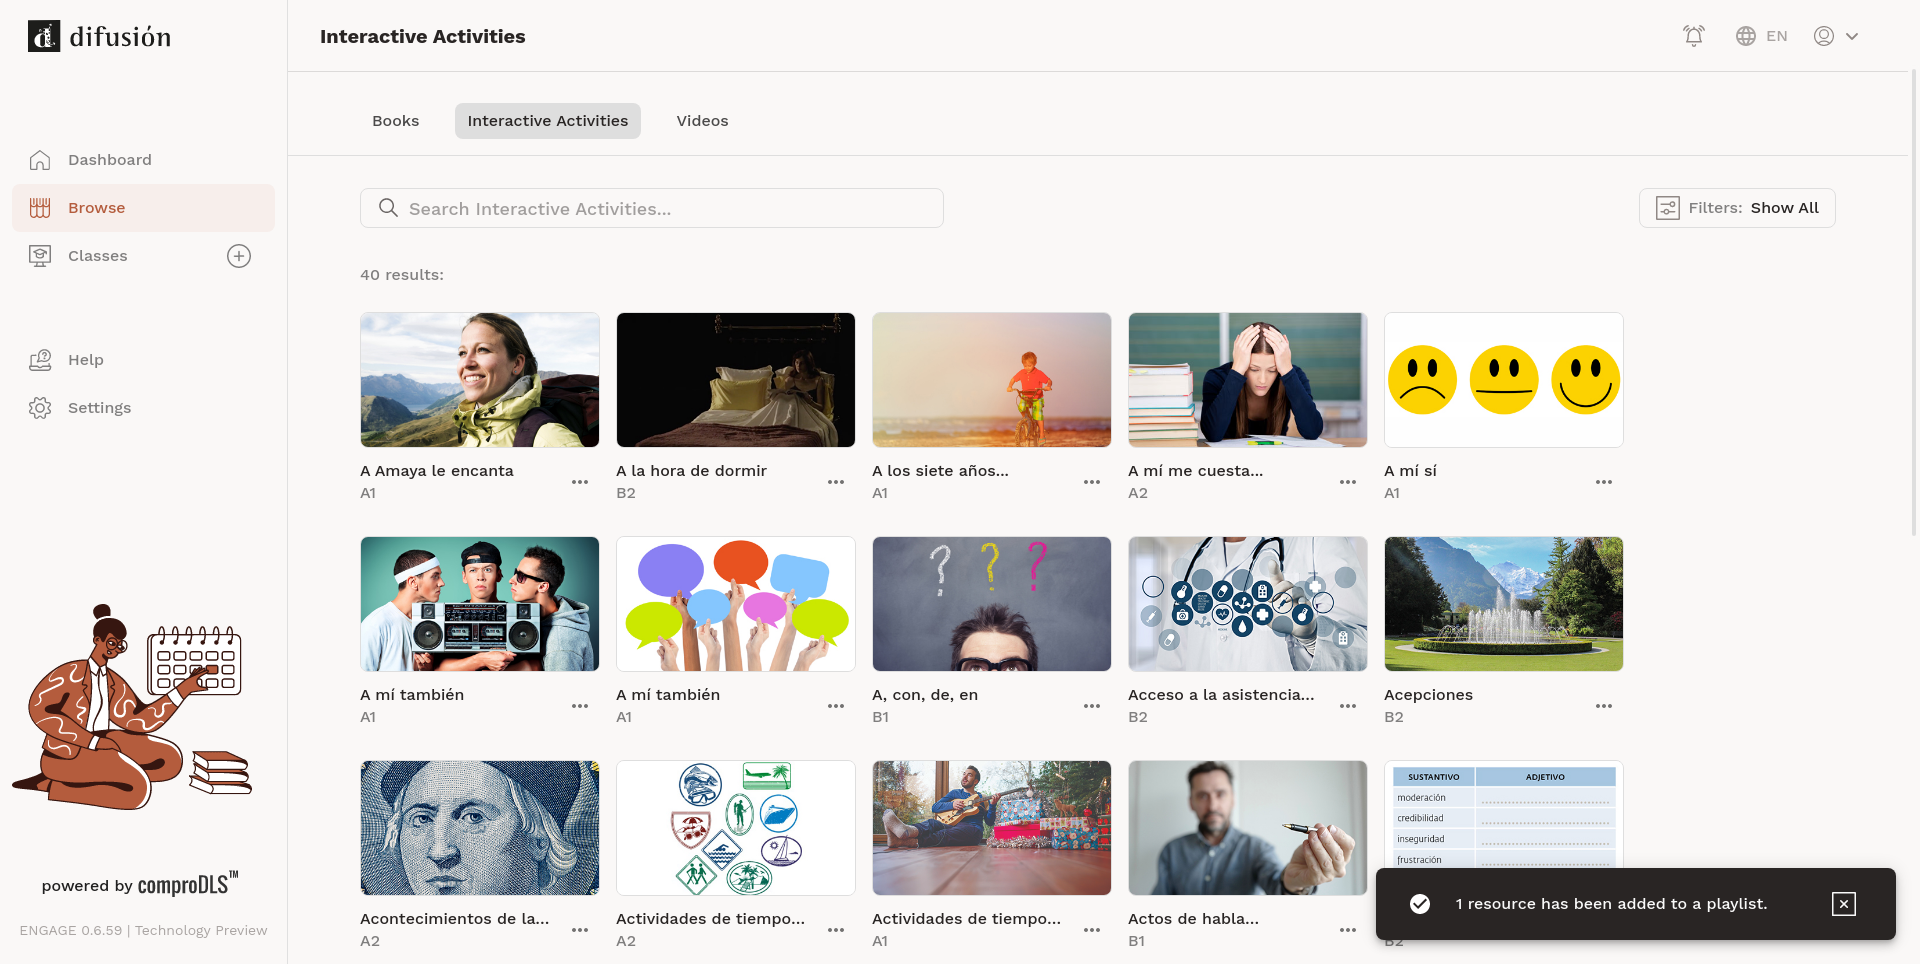 difusión
Interactive Activities
EN
Dashboard
Browse
Classes
Help
Settings
powered by comproDLS™
ENGAGE 0.6.59 | Technology Preview
Books
Interactive Activities
Videos
Search Interactive Activities...
Filters: Show All
40 results:
A Amaya le encanta
A1
A la hora de dormir
B2
A los siete años...
A1
A mí me cuesta...
A2
A mí sí
A1
A mí también
A1
A mí también
A1
A, con, de, en
B1
Acceso a la asistencia...
B2
Acepciones
B2
Acontecimientos de la...
A2
Actividades de tiempo...
A2
Actividades de tiempo...
A1
Actos de habla...
B1
SUSTANTIVO
ADJETIVO
moderación
credibilidad
inseguridad
frustración
B2
1 resource has been added to a playlist.